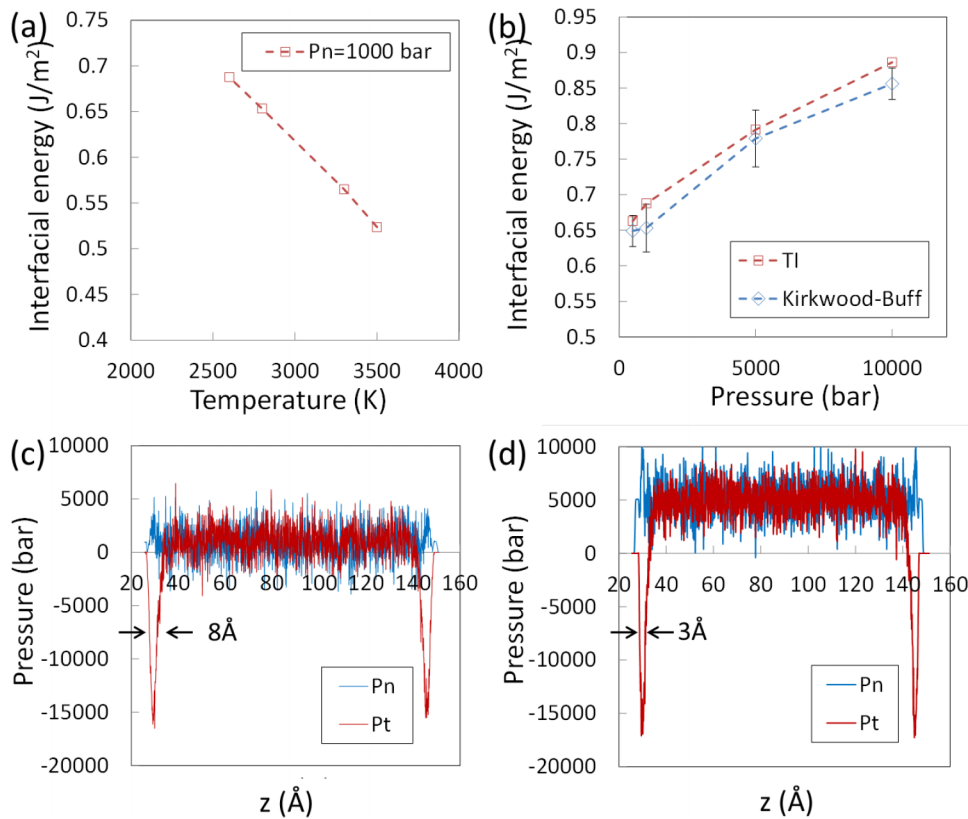 (a)
Interfacial energy (J/m²)
0.75
0.7
0.65
0.6
0.55
0.5
0.45
0.4
Pn=1000 bar
2000 2500 3000 3500 4000
Temperature (K)
(b)
Interfacial energy (J/m²)
0.95
0.9
0.85
0.8
0.75
0.7
0.65
0.6
0.55
0.5
TI
Kirkwood-Buff
0 5000 10000
Pressure (bar)
(c)
Pressure (bar)
10000
5000
0
-5000
-10000
-15000
-20000
20 40 60 80 100 120 140 160
8Å
Pn
Pt
z (Å)
(d)
Pressure (bar)
10000
5000
0
-5000
-10000
-15000
-20000
20 40 60 80 100 120 140 160
3Å
Pn
Pt
z (Å)